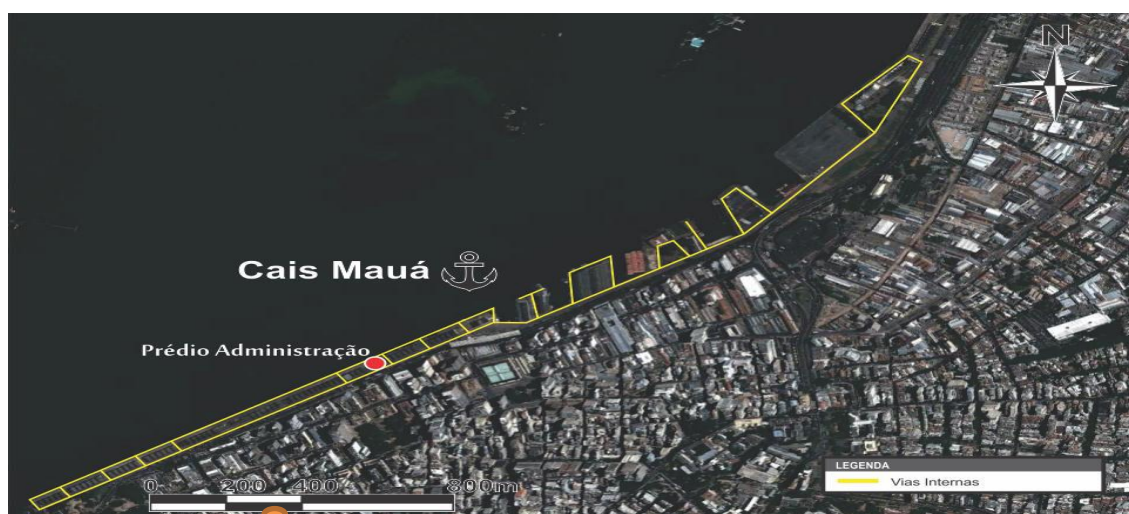 N
Cais Mauá
Prédio Administração
LEGENDA
Vias Internas
0 200 400 800m